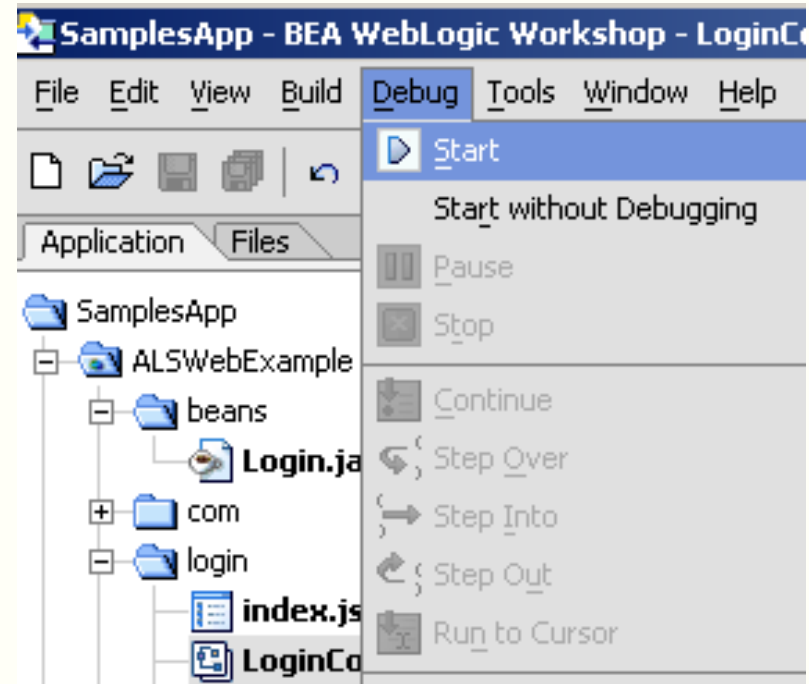 SamplesApp - BEA WebLogic Workshop - LoginCo
File Edit View Build Debug Tools Window Help
Start
Start without Debugging
Application Files
Pause
SamplesApp
Stop
ALSWebExample
Continue
beans
Step Over
Login.ja
Step Into
com
login
Step Out
index.js
Run to Cursor
LoginCo